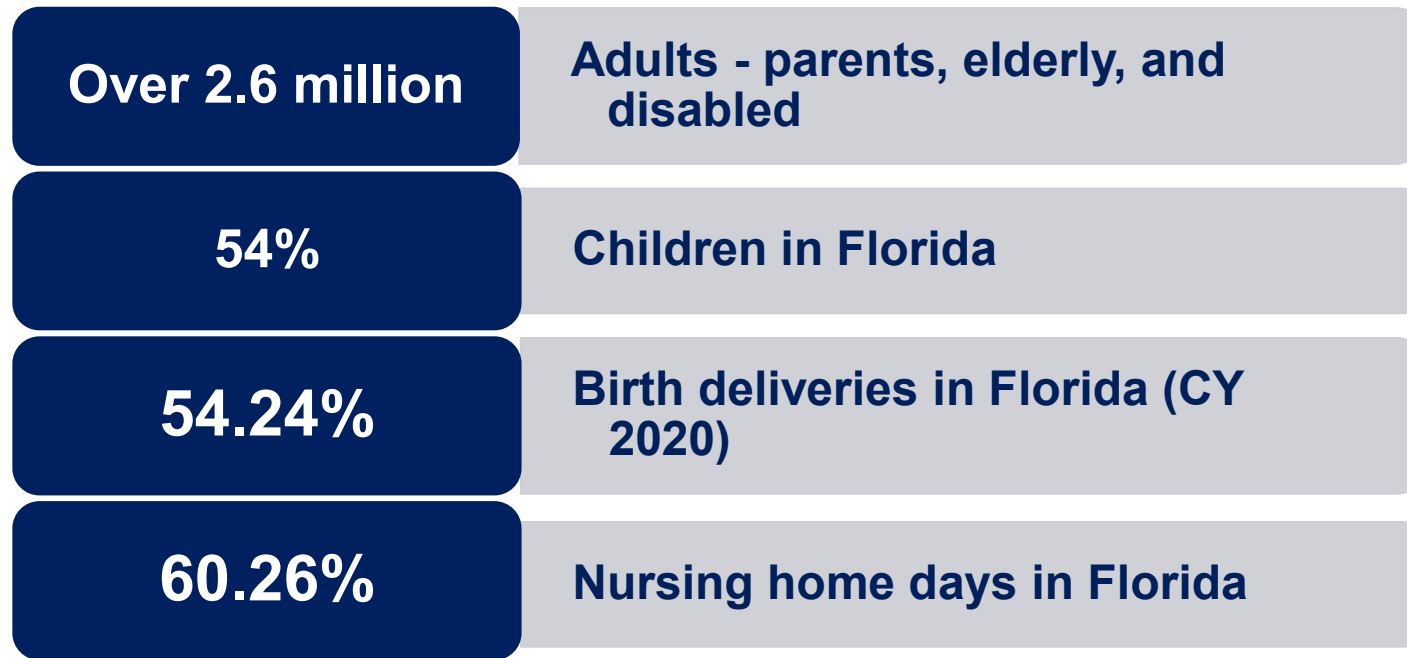 Over 2.6 million
Adults - parents, elderly, and
disabled
54%
Children in Florida
54.24%
Birth deliveries in Florida (CY
2020)
60.26%
Nursing home days in Florida